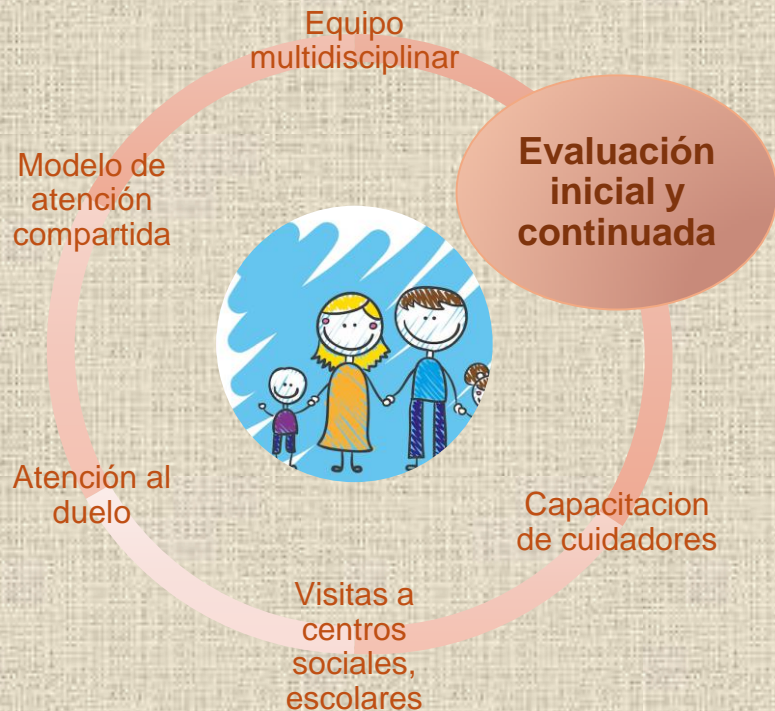 Equipo
multidisciplinar
Evaluación
inicial y
continuada
Capacitacion
de cuidadores
Visitas a
centros
sociales,
escolares
Atención al
duelo
Modelo de
atención
compartida